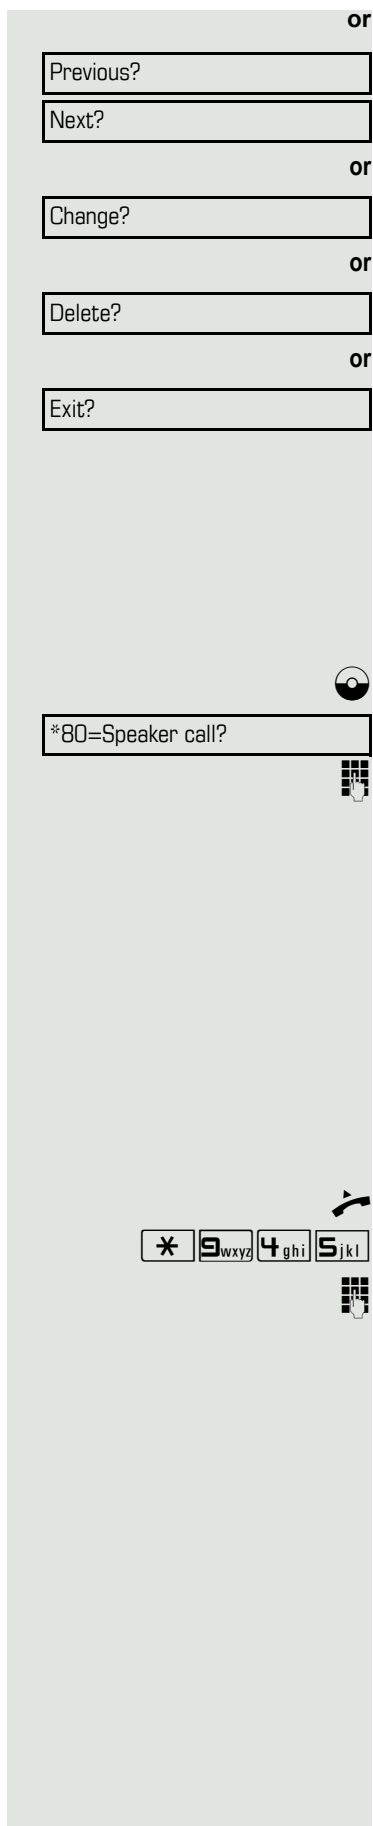 or
Previous?
Next?
or
Change?
or
Delete?
or
Exit?
*80=Speaker call?
* 9wxyz 4ghi 5jkl